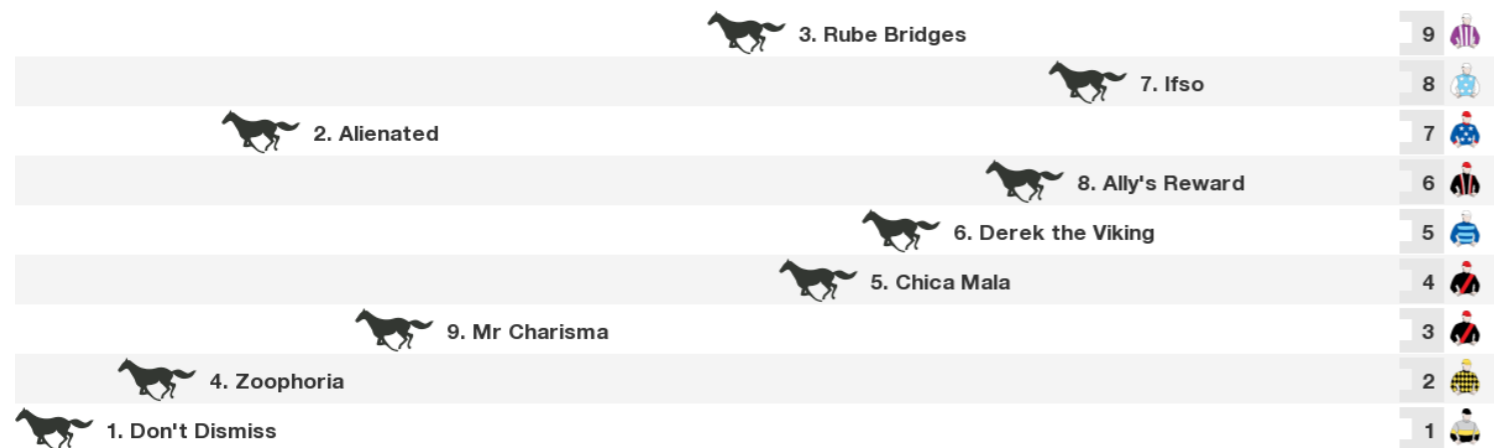 3. Rube Bridges 9
7. Ifso 8
2. Alienated 7
8. Ally's Reward 6
6. Derek the Viking 5
5. Chica Mala 4
9. Mr Charisma 3
4. Zoophoria 2
1. Don't Dismiss 1